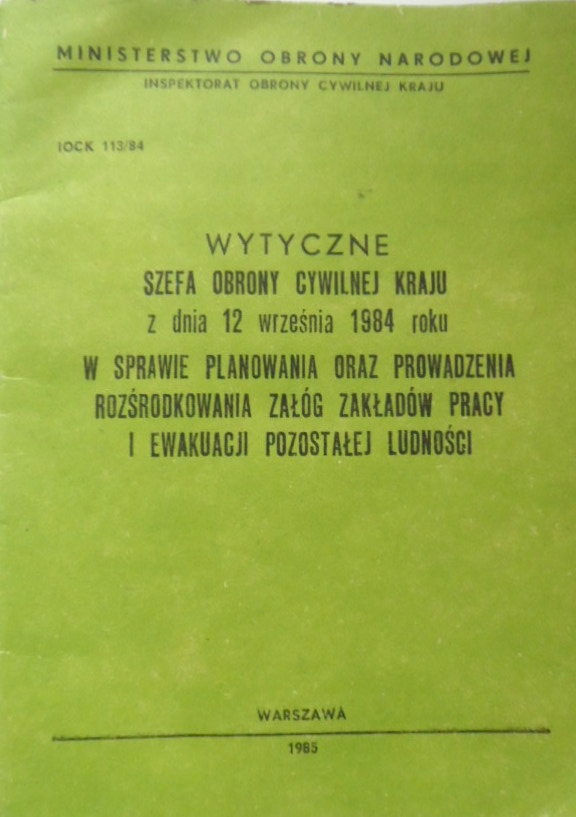 MINISTERSTWO OBRONY NARODOWEJ
INSPEKTORAT OBRONY CYWILNEJ KRAJU
IOCK 113/84
WYTYCZNE
SZEFA OBRONY CYWILNEJ KRAJU
z dnia 12 września 1984 roku
W SPRAWIE PLANOWANIA ORAZ PROWADZENIA
ROZŚRODKOWANIA ZAŁÓG ZAKŁADÓW PRACY
I EWAKUACJI POZOSTAŁEJ LUDNOŚCI
WARSZAWA
1985